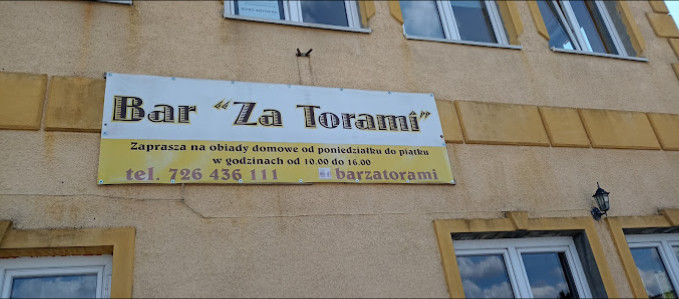 Bar "Za Torami"
Zaprasza na obiady domowe od poniedziałku do piątku
w godzinach od 10.00 do 16.00
tel. 726 436 111 barzatorami